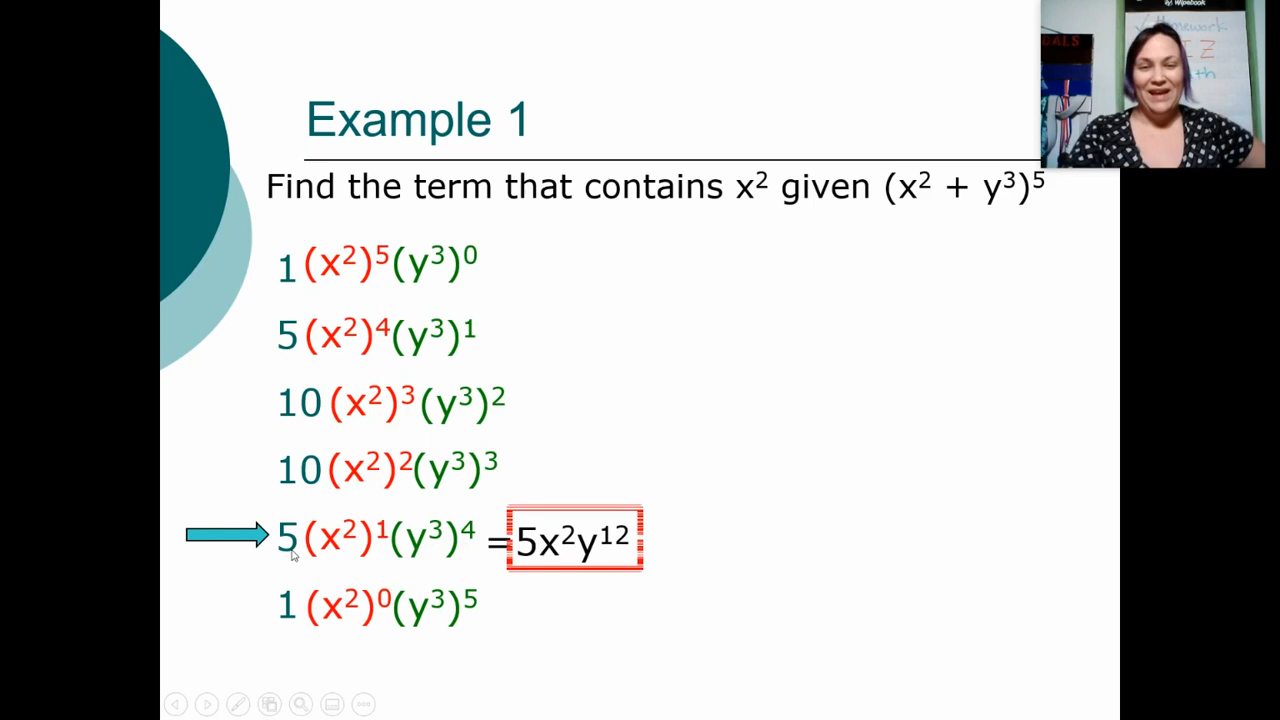 Example 1
Find the term that contains x² given (x² + y³)⁵
1(x²)⁵(y³)⁰
5(x²)⁴(y³)¹
10(x²)³(y³)²
10(x²)²(y³)³
5(x²)¹(y³)⁴ = 5x²y¹²
1(x²)⁰(y³)⁵
Wipebook
Homework